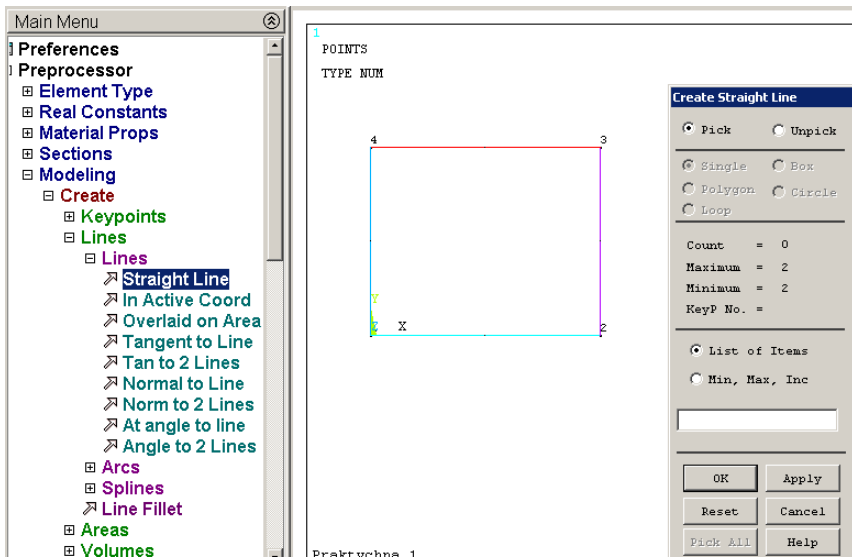 Main Menu
Preferences
Preprocessor
Element Type
Real Constants
Material Props
Sections
Modeling
Create
Keypoints
Lines
Lines
Straight Line
In Active Coord
Overlaid on Area
Tangent to Line
Tan to 2 Lines
Normal to Line
Norm to 2 Lines
At angle to line
Angle to 2 Lines
Arcs
Splines
Line Fillet
Areas
Volumes
1
POINTS
TYPE NUM
4 3
Y
Z X 2
Praktychna 1
Create Straight Line
Pick Unpick
Single Box
Polygon Circle
Loop
Count = 0
Maximum = 2
Minimum = 2
KeyP No. =
List of Items
Min, Max, Inc
OK Apply
Reset Cancel
Pick All Help